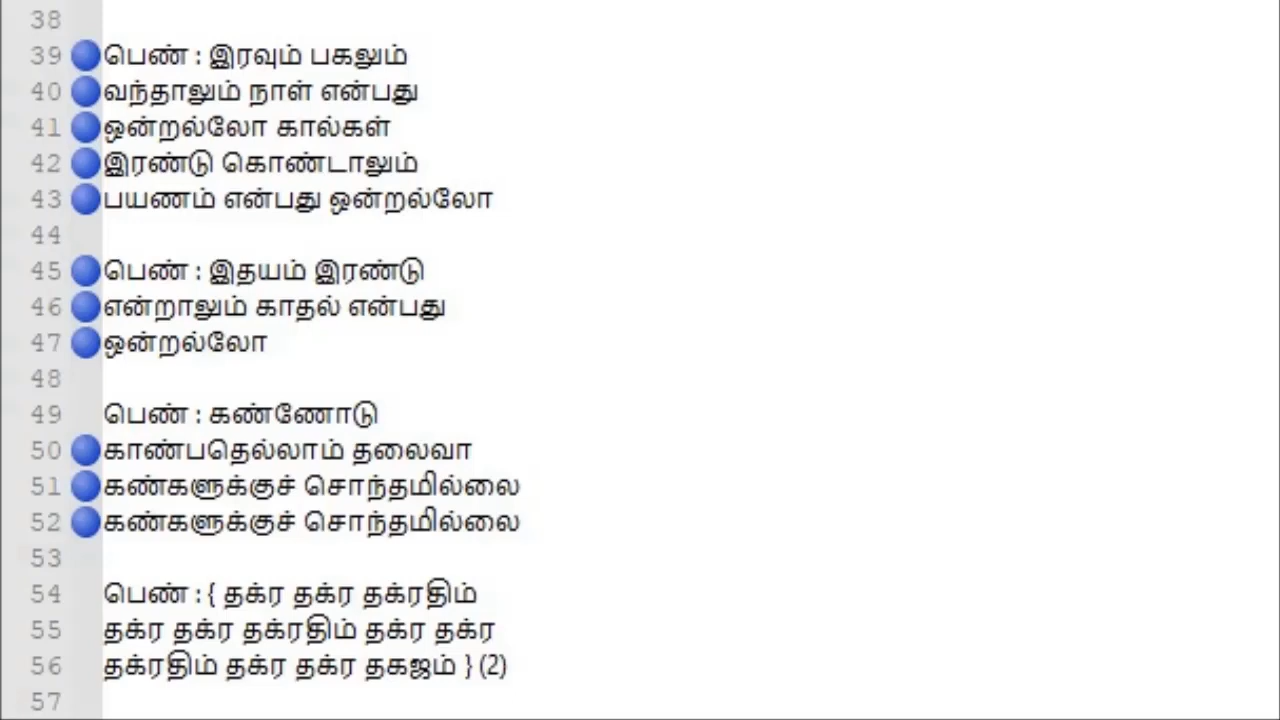 38
39 பெண் : இரவும் பகலும்
40 வந்தாலும் நாள் என்பது
41 ஒன்றல்லோ கால்கள்
42 இரண்டு கொண்டாலும்
43 பயணம் என்பது ஒன்றல்லோ
44
45 பெண் : இதயம் இரண்டு
46 என்றாலும் காதல் என்பது
47 ஒன்றல்லோ
48
49 பெண் : கண்ணோடு
50 காண்பதெல்லாம் தலைவா
51 கண்களுக்குச் சொந்தமில்லை
52 கண்களுக்குச் சொந்தமில்லை
53
54 பெண் : { தக்ர தக்ர தக்ரதிம்
55 தக்ர தக்ர தக்ரதிம் தக்ர தக்ர
56 தக்ரதிம் தக்ர தக்ர தகஜம் } (2)
57